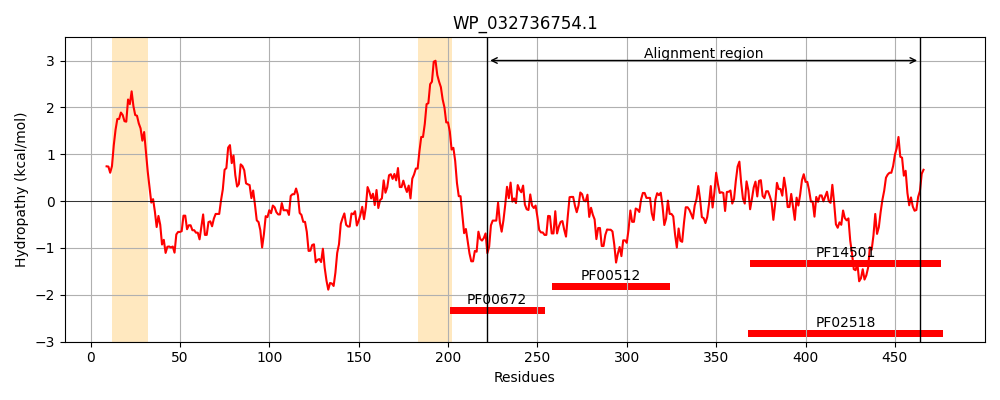 WP_032736754.1
Hydropathy (kcal/mol)
3
2
1
0
−1
−2
−3
Alignment region
PF14501
PF00512
PF00672
PF02518
0 50 100 150 200 250 300 350 400 450
Residues